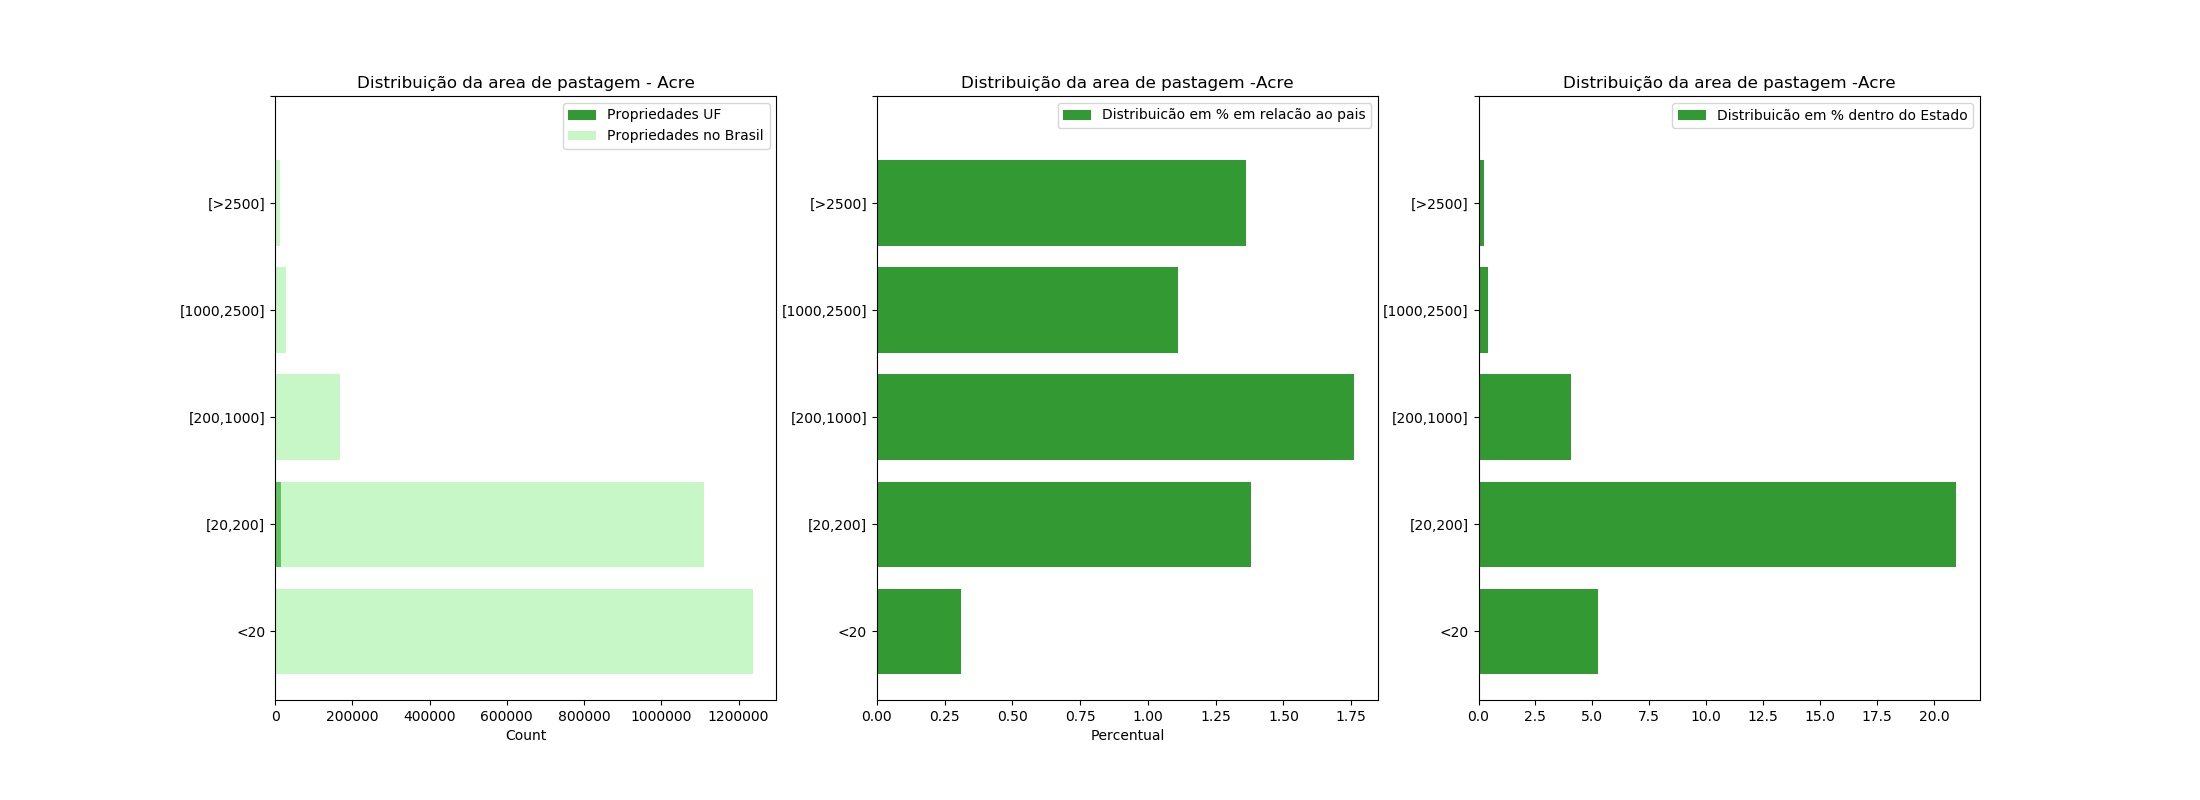 Distribuição da area de pastagem - Acre
Propriedades UF
Propriedades no Brasil
[>2500]
[1000,2500]
[200,1000]
[20,200]
<20
0 200000 400000 600000 800000 1000000 1200000
Count
Distribuição da area de pastagem -Acre
Distribuicão em % em relacão ao pais
[>2500]
[1000,2500]
[200,1000]
[20,200]
<20
0.00 0.25 0.50 0.75 1.00 1.25 1.50 1.75
Percentual
Distribuição da area de pastagem -Acre
Distribuicão em % dentro do Estado
[>2500]
[1000,2500]
[200,1000]
[20,200]
<20
0.0 2.5 5.0 7.5 10.0 12.5 15.0 17.5 20.0